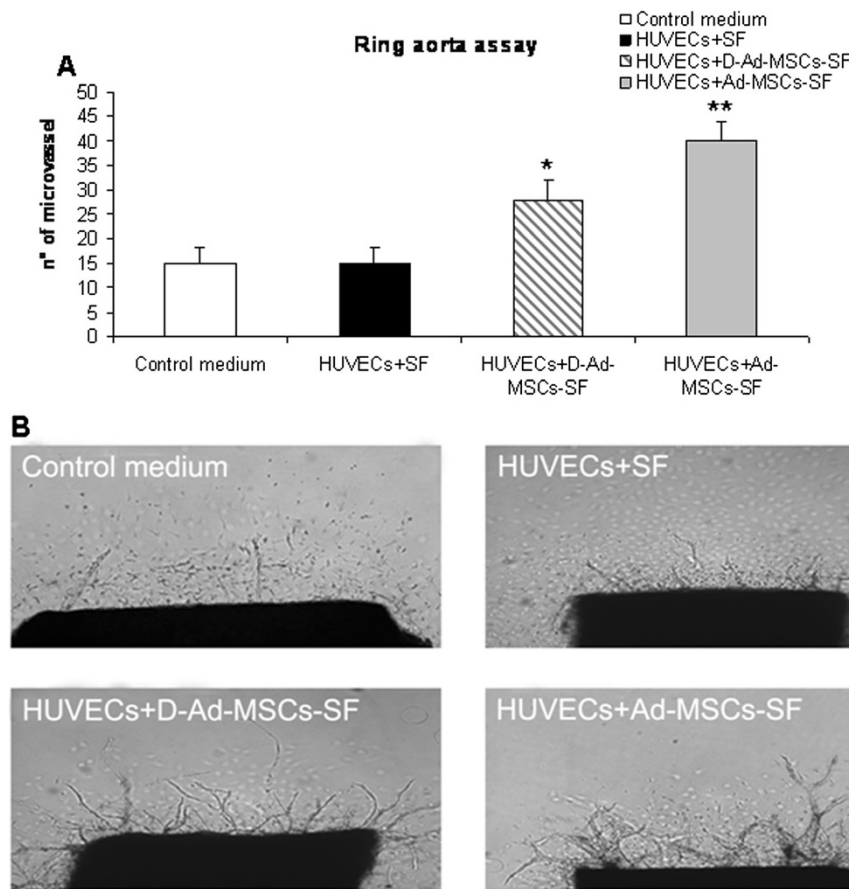 Control medium
HUVECs+SF
HUVECs+D-Ad-MSCs-SF
HUVECs+Ad-MSCs-SF
Ring aorta assay
A
n° of microvassel
50
45
40
35
30
25
20
15
10
5
0
*
**
Control medium
HUVECs+SF
HUVECs+D-Ad-
MSCs-SF
HUVECs+Ad-
MSCs-SF
B
Control medium
HUVECs+SF
HUVECs+D-Ad-MSCs-SF
HUVECs+Ad-MSCs-SF